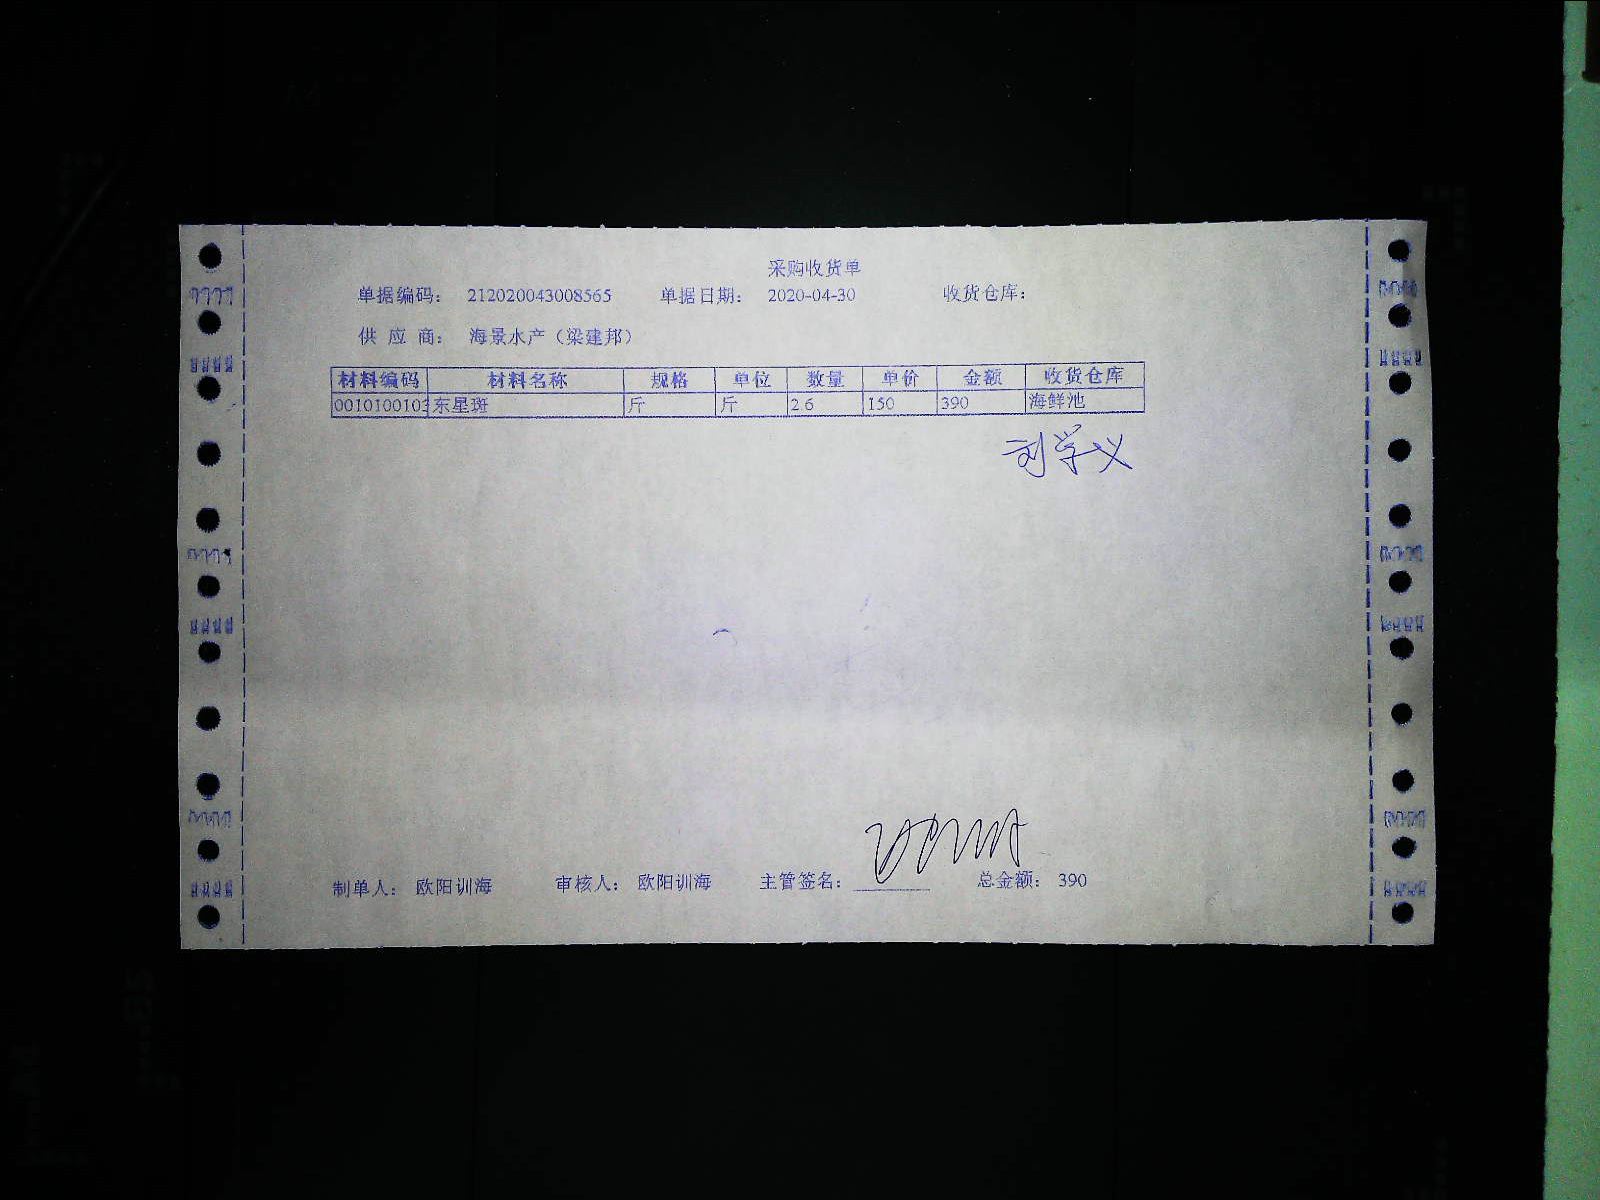 采购收货单
单据编码: 212020043008565 单据日期: 2020-04-30 收货仓库:
供 应 商: 海景水产（梁建邦）
材料编码 材料名称 规格 单位 数量 单价 金额 收货仓库
0010100103 东星斑 斤 斤 2.6 150 390 海鲜池
刘学义
制单人: 欧阳训海 审核人: 欧阳训海 主管签名: 总金额: 390